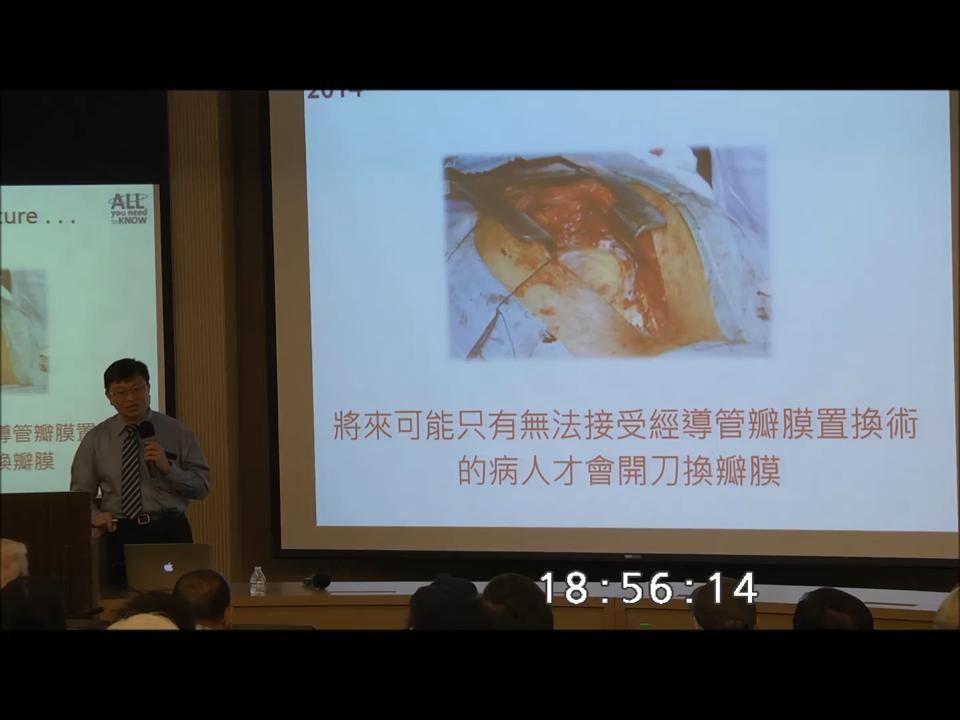 2014
ture . . .
ALL
you need
to KNOW
導管瓣膜置
換瓣膜
將來可能只有無法接受經導管瓣膜置換術
的病人才會開刀換瓣膜
18:56:14